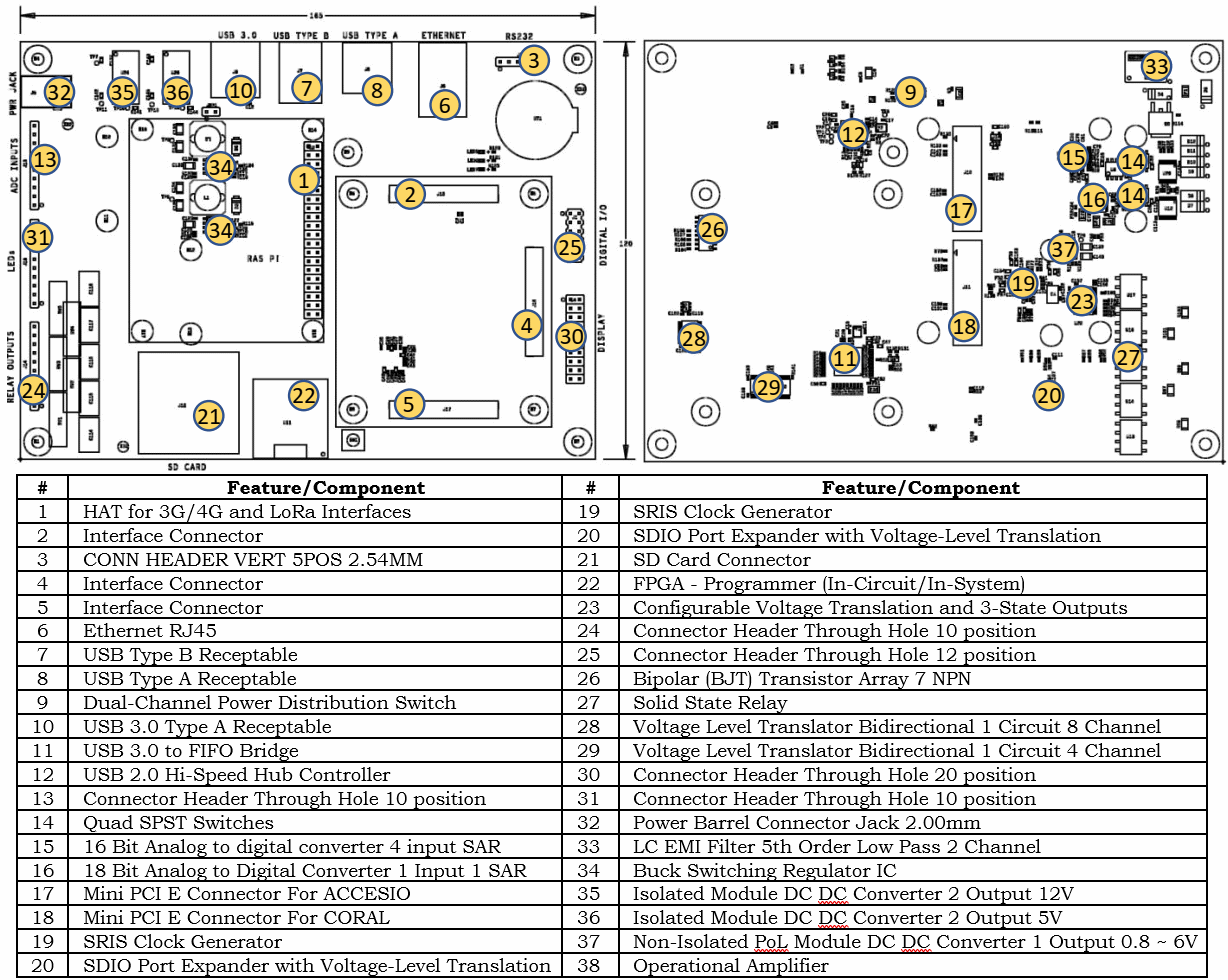 165
USB 3.0 USB TYPE B USB TYPE A ETHERNET RS232
3
33
PWR JACK
32 35 36 10 7 8 6
9
12
ADC INPUTS
13
34
1
2
15 14
16 14
17
LEDs
31
34
RAS PI
25
DIGITAL I/O
120
26
37
19
23
RELAY OUTPUTS
24
4
30
DISPLAY
28
18
11
27
29
20
21
22
5
SD CARD
# Feature/Component # Feature/Component
1 HAT for 3G/4G and LoRa Interfaces 19 SRIS Clock Generator
2 Interface Connector 20 SDIO Port Expander with Voltage-Level Translation
3 CONN HEADER VERT 5POS 2.54MM 21 SD Card Connector
4 Interface Connector 22 FPGA - Programmer (In-Circuit/In-System)
5 Interface Connector 23 Configurable Voltage Translation and 3-State Outputs
6 Ethernet RJ45 24 Connector Header Through Hole 10 position
7 USB Type B Receptable 25 Connector Header Through Hole 12 position
8 USB Type A Receptable 26 Bipolar (BJT) Transistor Array 7 NPN
9 Dual-Channel Power Distribution Switch 27 Solid State Relay
10 USB 3.0 Type A Receptable 28 Voltage Level Translator Bidirectional 1 Circuit 8 Channel
11 USB 3.0 to FIFO Bridge 29 Voltage Level Translator Bidirectional 1 Circuit 4 Channel
12 USB 2.0 Hi-Speed Hub Controller 30 Connector Header Through Hole 20 position
13 Connector Header Through Hole 10 position 31 Connector Header Through Hole 10 position
14 Quad SPST Switches 32 Power Barrel Connector Jack 2.00mm
15 16 Bit Analog to digital converter 4 input SAR 33 LC EMI Filter 5th Order Low Pass 2 Channel
16 18 Bit Analog to Digital Converter 1 Input 1 SAR 34 Buck Switching Regulator IC
17 Mini PCI E Connector For ACCESIO 35 Isolated Module DC DC Converter 2 Output 12V
18 Mini PCI E Connector For CORAL 36 Isolated Module DC DC Converter 2 Output 5V
19 SRIS Clock Generator 37 Non-Isolated PoL Module DC DC Converter 1 Output 0.8 ~ 6V
20 SDIO Port Expander with Voltage-Level Translation 38 Operational Amplifier